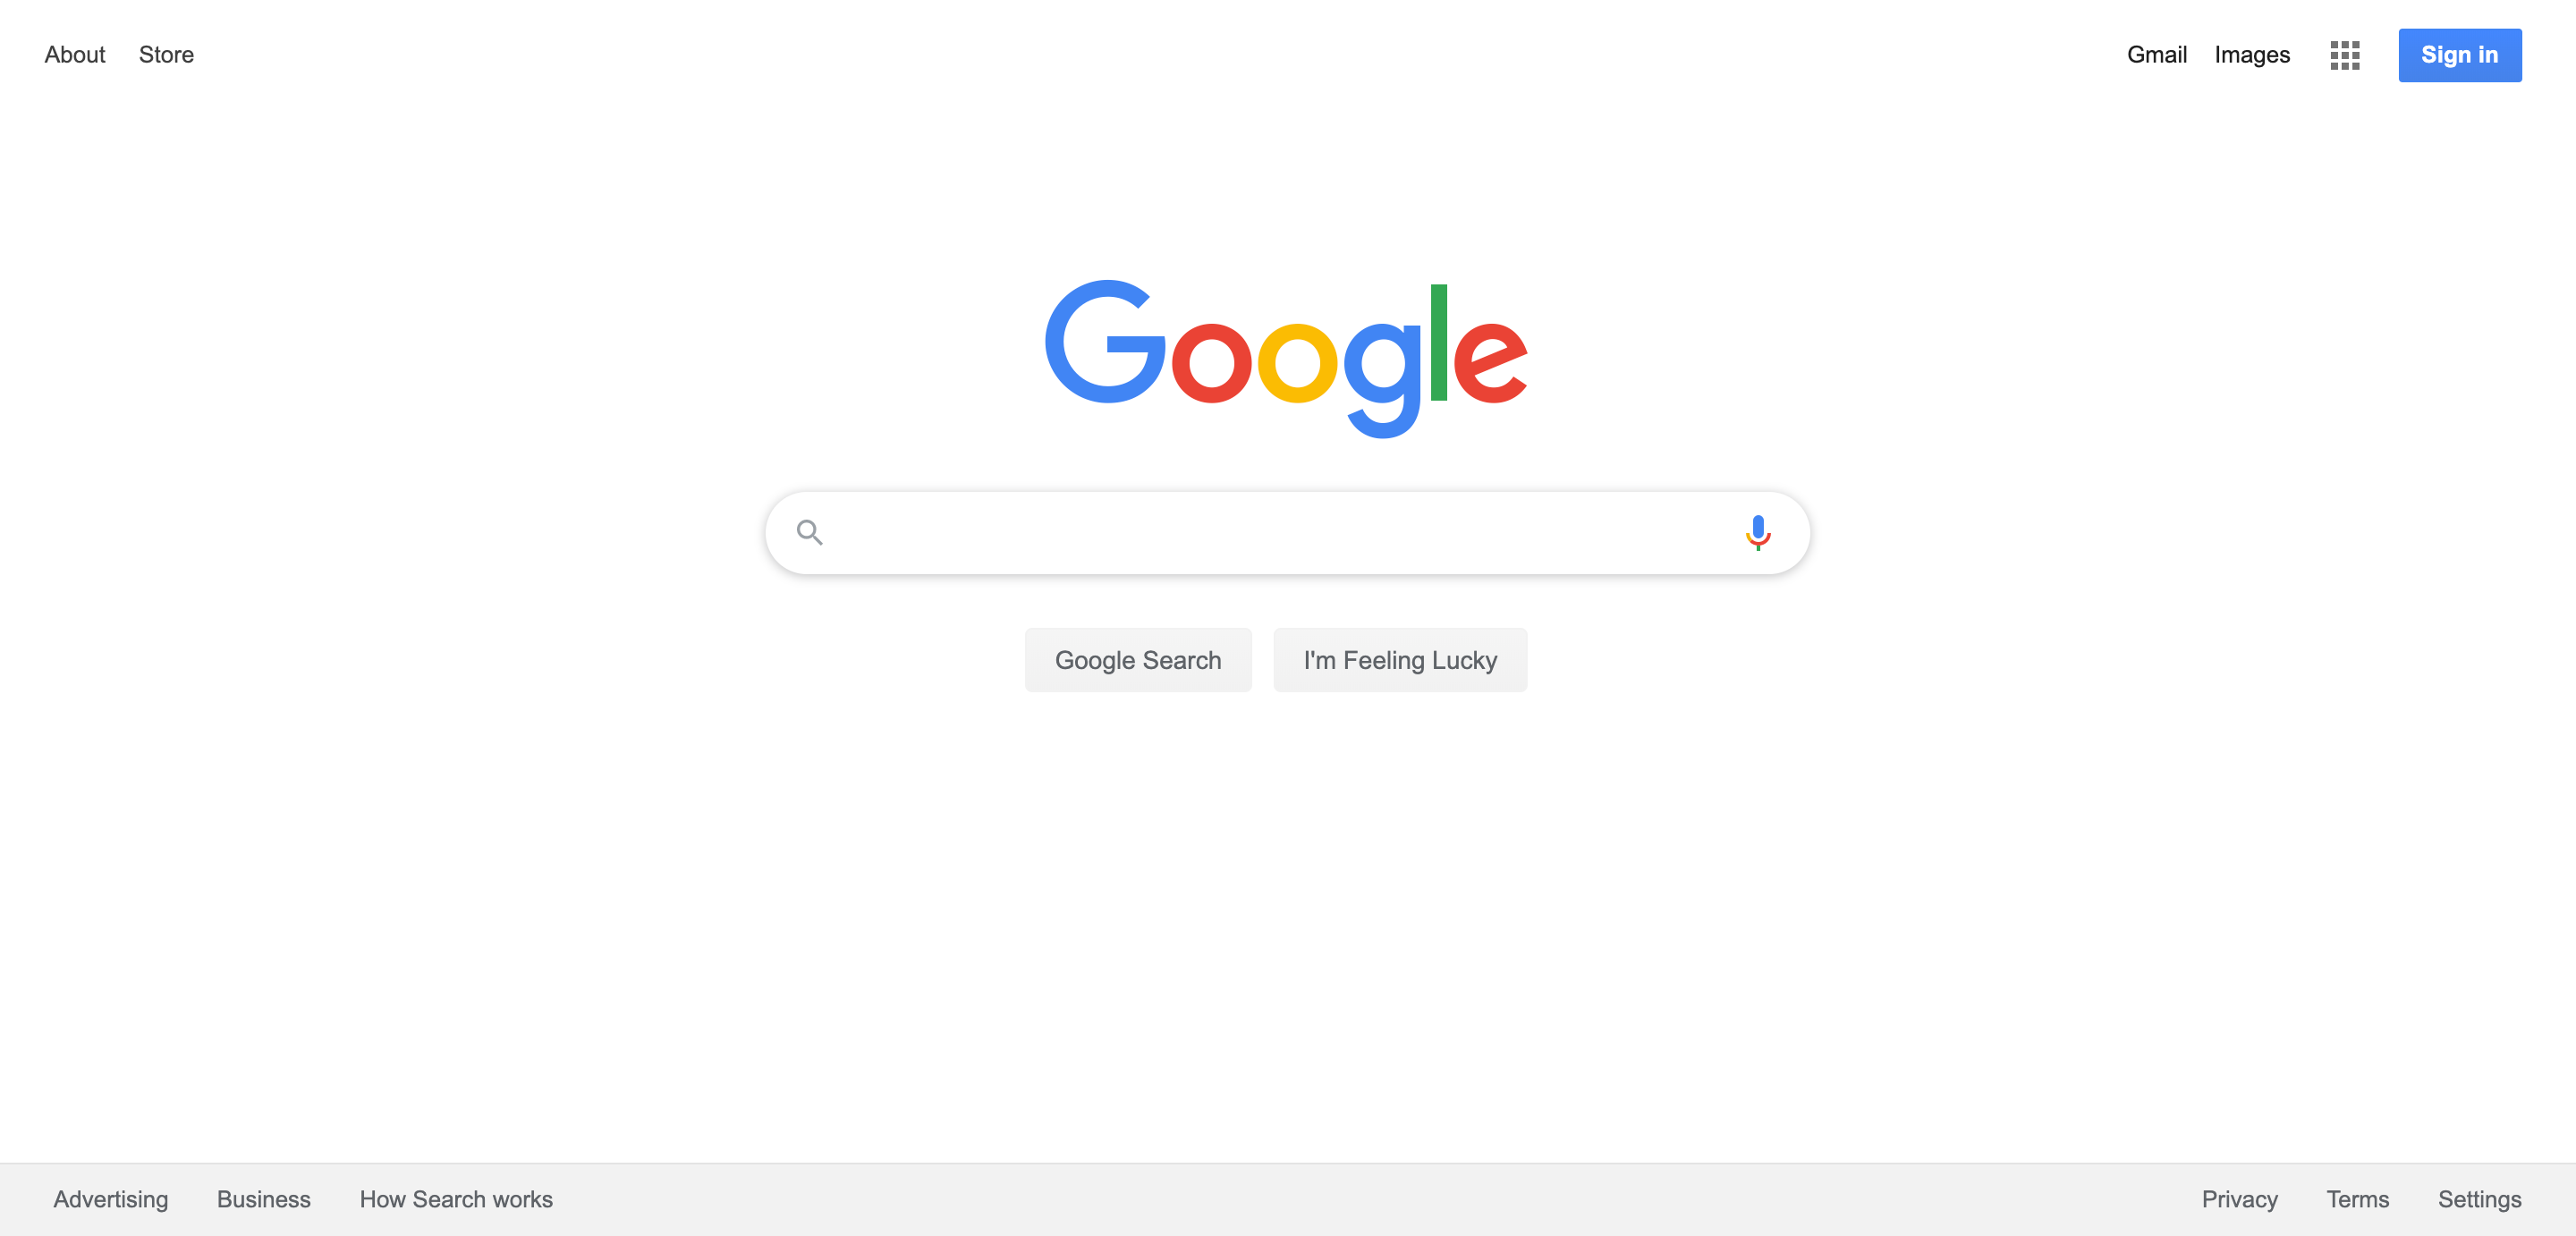 About Store Gmail Images Sign in
Google
Google Search I'm Feeling Lucky
Advertising Business How Search works Privacy Terms Settings